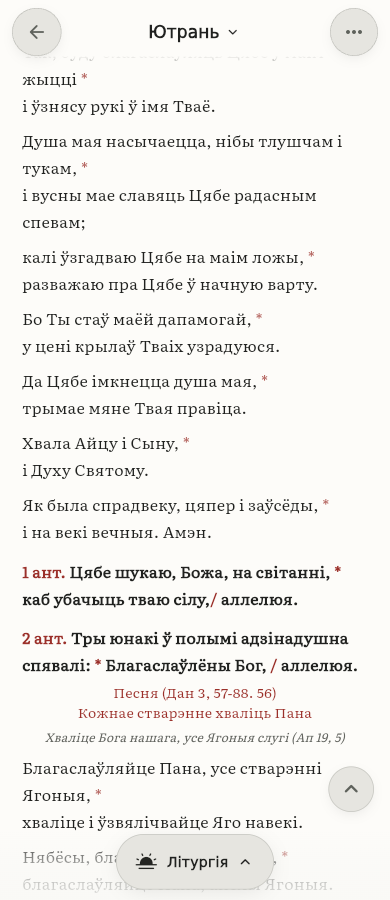 Ютрань
жыцці *
і ўзнясу рукі ў імя Тваё.
Душа мая насычаецца, нібы тлушчам і
тукам, *
і вусны мае славяць Цябе радасным
спевам;
калі ўзгадваю Цябе на маім ложы, *
разважаю пра Цябе ў начную варту.
Бо Ты стаў маёй дапамогай, *
у цені крылаў Тваіх узрадуюся.
Да Цябе імкнецца душа мая, *
трымае мяне Твая правіца.
Хвала Айцу і Сыну, *
і Духу Святому.
Як была спрадвеку, цяпер і заўсёды, *
і на векі вечныя. Амэн.
1 ант. Цябе шукаю, Божа, на світанні, *
каб убачыць тваю сілу,/ аллелюя.
2 ант. Тры юнакі ў полымі адзінадушна
спявалі: * Благаслаўлёны Бог, / аллелюя.
Песня (Дан 3, 57-88. 56)
Кожнае стварэнне хваліць Пана
Хваліце Бога нашага, усе Ягоныя слугі (Ап 19, 5)
Благаслаўляйце Пана, усе стварэнні
Ягоныя, *
хваліце і ўзвялічвайце Яго навекі.
Нябёсы, *
Літургія
Ягоныя.